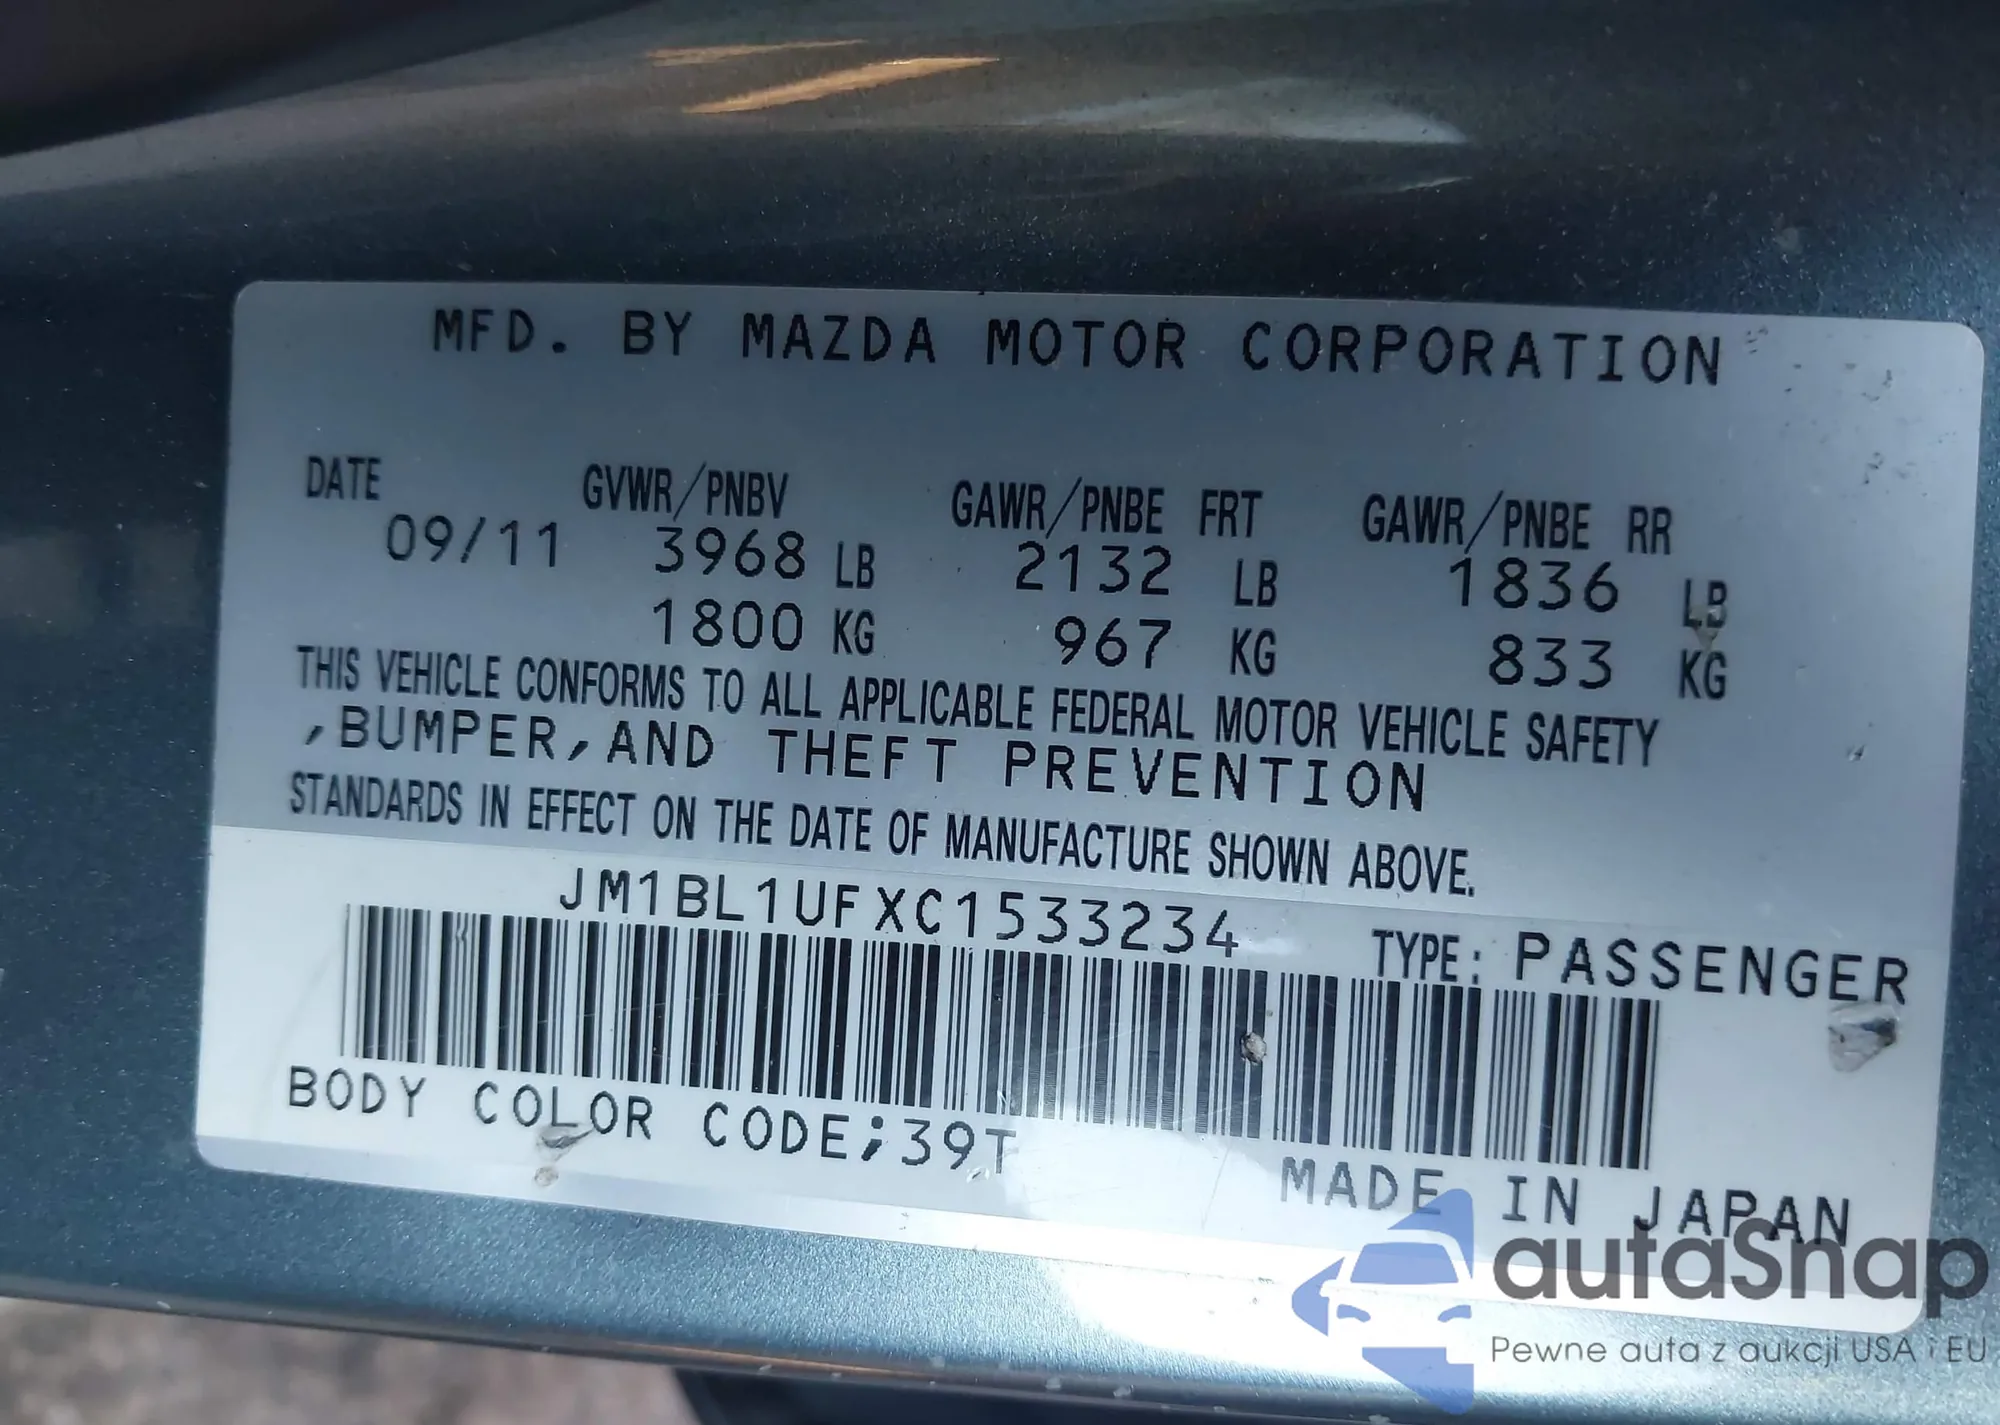 MFD. BY MAZDA MOTOR CORPORATION
DATE GVWR/PNBV GAWR/PNBE FRT GAWR/PNBE RR
09/11 3968 LB 2132 LB 1836 LB
1800 KG 967 KG 833 KG
THIS VEHICLE CONFORMS TO ALL APPLICABLE FEDERAL MOTOR VEHICLE SAFETY
,BUMPER,AND THEFT PREVENTION
STANDARDS IN EFFECT ON THE DATE OF MANUFACTURE SHOWN ABOVE.
JM1BL1UFXC1533234 TYPE: PASSENGER
BODY COLOR CODE;39T
MADE IN JAPAN
autaSnap
Pewne auta z aukcji USA i EU